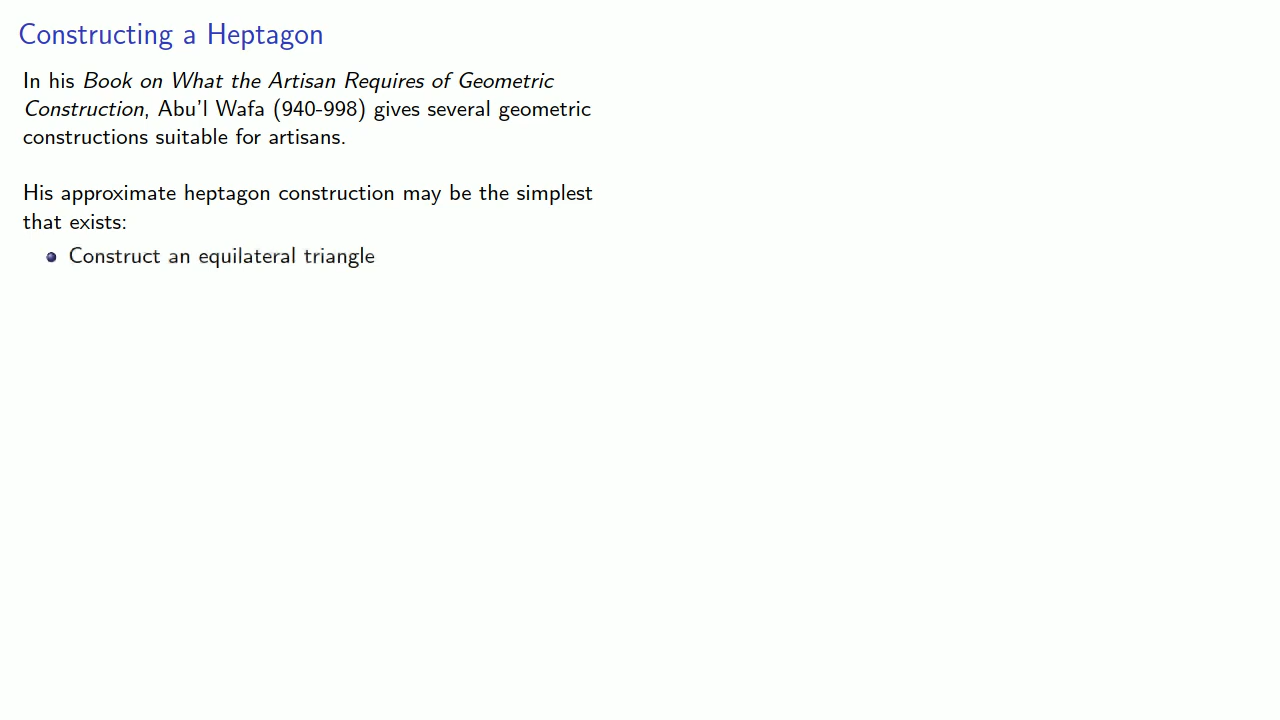 Constructing a Heptagon
In his Book on What the Artisan Requires of Geometric
Construction, Abu'l Wafa (940-998) gives several geometric
constructions suitable for artisans.
His approximate heptagon construction may be the simplest
that exists:
Construct an equilateral triangle